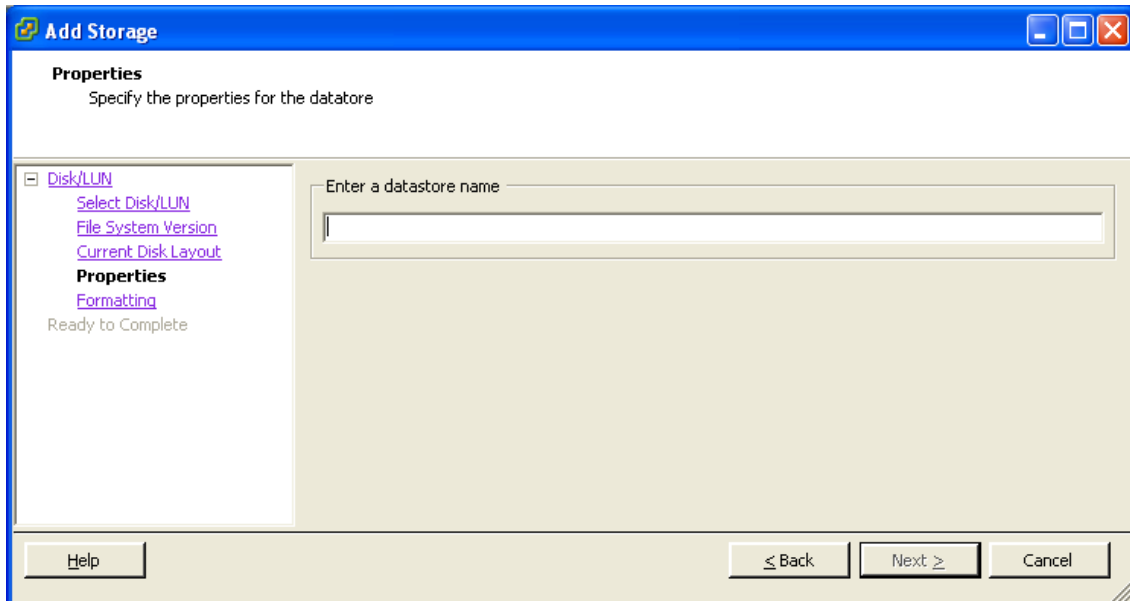 Add Storage
Properties
Specify the properties for the datatore
Disk/LUN
Select Disk/LUN
File System Version
Current Disk Layout
Properties
Formatting
Ready to Complete
Enter a datastore name
Help
< Back
Next >
Cancel